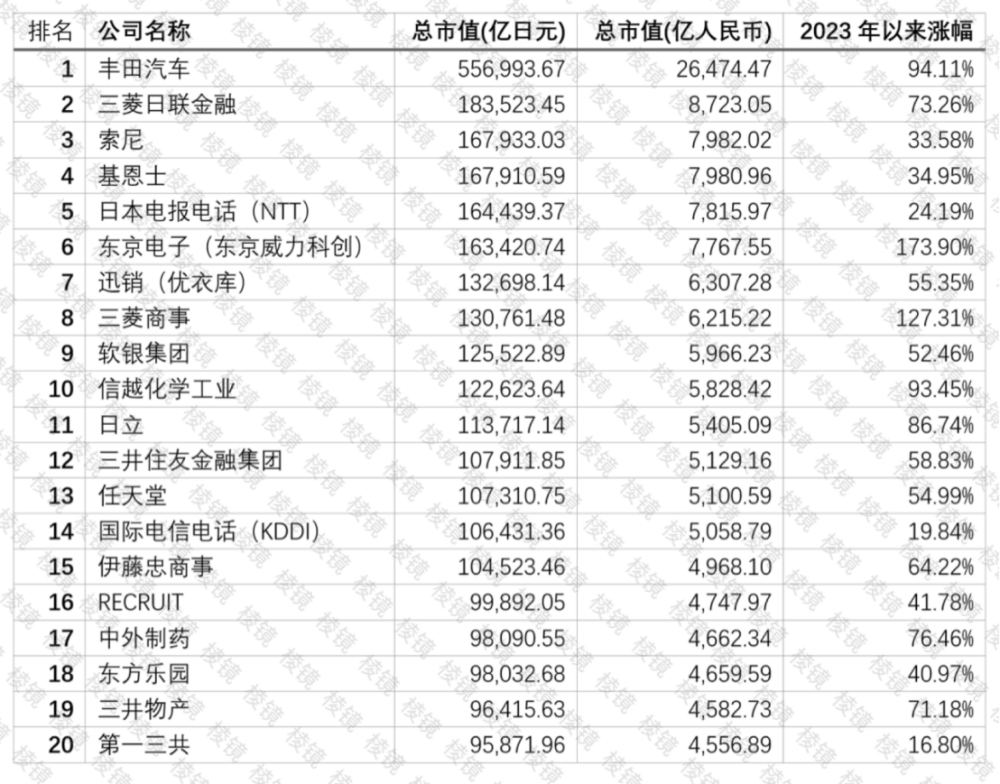 排名 公司名称 总市值(亿日元) 总市值(亿人民币) 2023年以来涨幅
1 丰田汽车 556,993.67 26,474.47 94.11%
2 三菱日联金融 183,523.45 8,723.05 73.26%
3 索尼 167,933.03 7,982.02 33.58%
4 基恩士 167,910.59 7,980.96 34.95%
5 日本电报电话（NTT） 164,439.37 7,815.97 24.19%
6 东京电子（东京威力科创） 163,420.74 7,767.55 173.90%
7 迅销（优衣库） 132,698.14 6,307.28 55.35%
8 三菱商事 130,761.48 6,215.22 127.31%
9 软银集团 125,522.89 5,966.23 52.46%
10 信越化学工业 122,623.64 5,828.42 93.45%
11 日立 113,717.14 5,405.09 86.74%
12 三井住友金融集团 107,911.85 5,129.16 58.83%
13 任天堂 107,310.75 5,100.59 54.99%
14 国际电信电话（KDDI） 106,431.36 5,058.79 19.84%
15 伊藤忠商事 104,523.46 4,968.10 64.22%
16 RECRUIT 99,892.05 4,747.97 41.78%
17 中外制药 98,090.55 4,662.34 76.46%
18 东方乐园 98,032.68 4,659.59 40.97%
19 三井物产 96,415.63 4,582.73 71.18%
20 第一三共 95,871.96 4,556.89 16.80%
棱镜